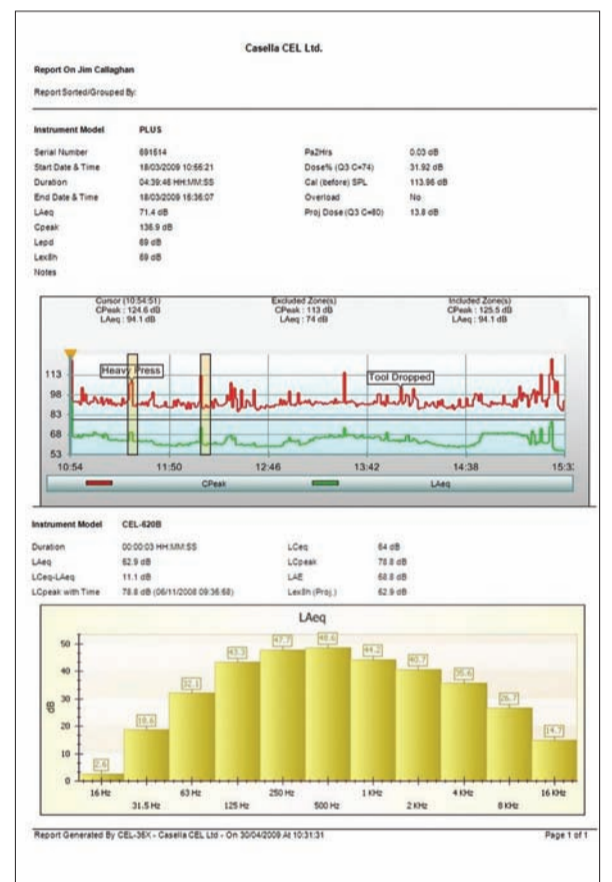 Casella CEL Ltd.
Report On Jim Callaghan
Report Sorted/Grouped By:
Instrument Model PLUS
Serial Number 691514 Pa2Hrs 0.03 dB
Start Date & Time 18/03/2009 10:56:21 Dose% (Q3 C=74) 31.92 dB
Duration 04:39:46 HH:MM:SS Cal (before) SPL 113.96 dB
End Date & Time 18/03/2009 15:36:07 Overload No
LAeq 71.4 dB Proj Dose (Q3 C=80) 13.8 dB
Cpeak 136.9 dB
Lepd 69 dB
Lex8h 69 dB
Notes
Cursor (10:54:51) Excluded Zone(s) Included Zone(s)
CPeak : 124.6 dB CPeak : 113 dB CPeak : 125.5 dB
LAeq : 94.1 dB LAeq : 74 dB LAeq : 94.1 dB
Heavy Press
Tool Dropped
113
98
83
68
53
10:54 11:50 12:46 13:42 14:38 15:3
CPeak LAeq
Instrument Model CEL-620B
Duration 00:00:03 HH:MM:SS LCeq 64 dB
LAeq 62.9 dB LCpeak 78.8 dB
LCeq-LAeq 11.1 dB LAE 68.8 dB
LCpeak with Time 78.8 dB (06/11/2008 09:36:58) Lex8h (Proj.) 62.9 dB
LAeq
dB
50
40
30
20
10
0
2.6 18.6 32.1 43.3 47.7 48.6 44.2 40.7 35.6 26.7 14.7
16 Hz 63 Hz 250 Hz 1 KHz 4 KHz 16 KHz
31.5 Hz 125 Hz 500 Hz 2 KHz 8 KHz
Report Generated By CEL-36X - Casella CEL Ltd - On 30/04/2009 At 10:31:31 Page 1 of 1